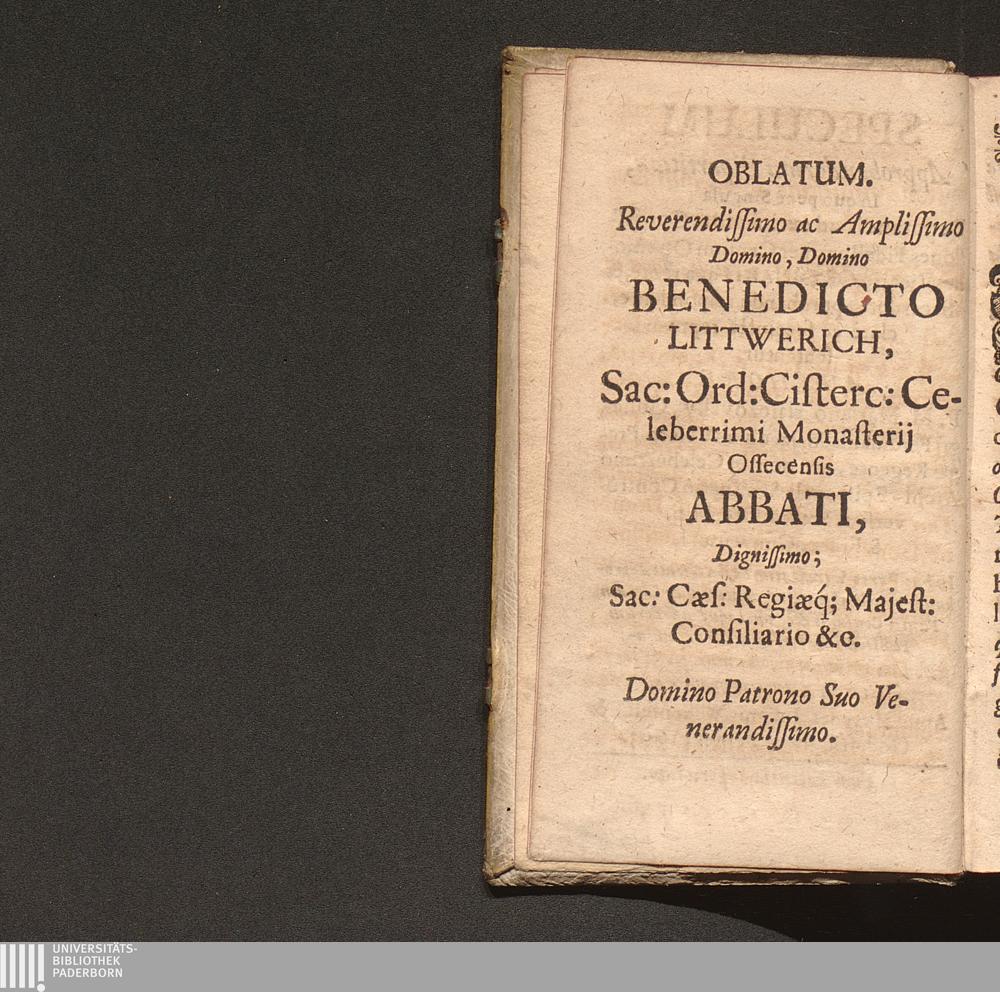 OBLATUM.
Reverendiſſimo ac Ampliſſimo
Domino, Domino
BENEDICTO
LITTWERICH,
Sac: Ord: Ciſterc: Ce-
leberrimi Monaſterij
Oſſecenſis
ABBATI,
Digniſſimo;
Sac: Cæſ: Regiæq́; Majeſt:
Conſiliario &c.
Domino Patrono Suo Ve-
nerandiſſimo.
UNIVERSITÄTS-
BIBLIOTHEK
PADERBORN